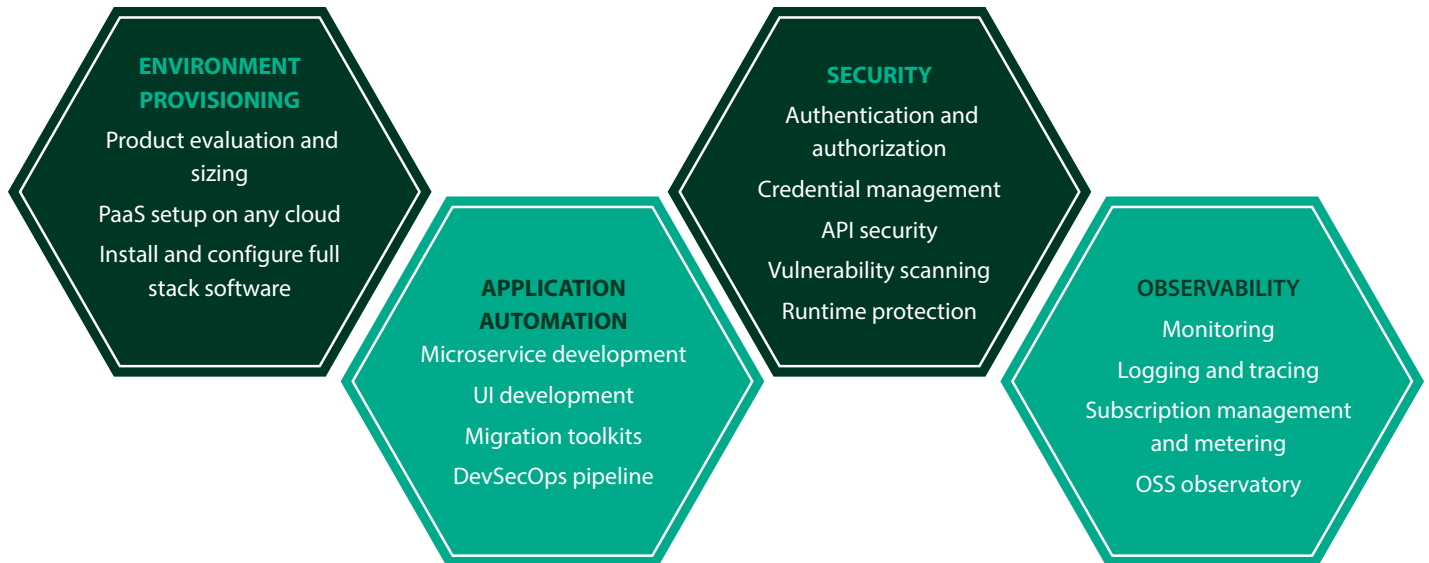 ENVIRONMENT
PROVISIONING
Product evaluation and
sizing
PaaS setup on any cloud
Install and configure full
stack software
APPLICATION
AUTOMATION
Microservice development
UI development
Migration toolkits
DevSecOps pipeline
SECURITY
Authentication and
authorization
Credential management
API security
Vulnerability scanning
Runtime protection
OBSERVABILITY
Monitoring
Logging and tracing
Subscription management
and metering
OSS observatory